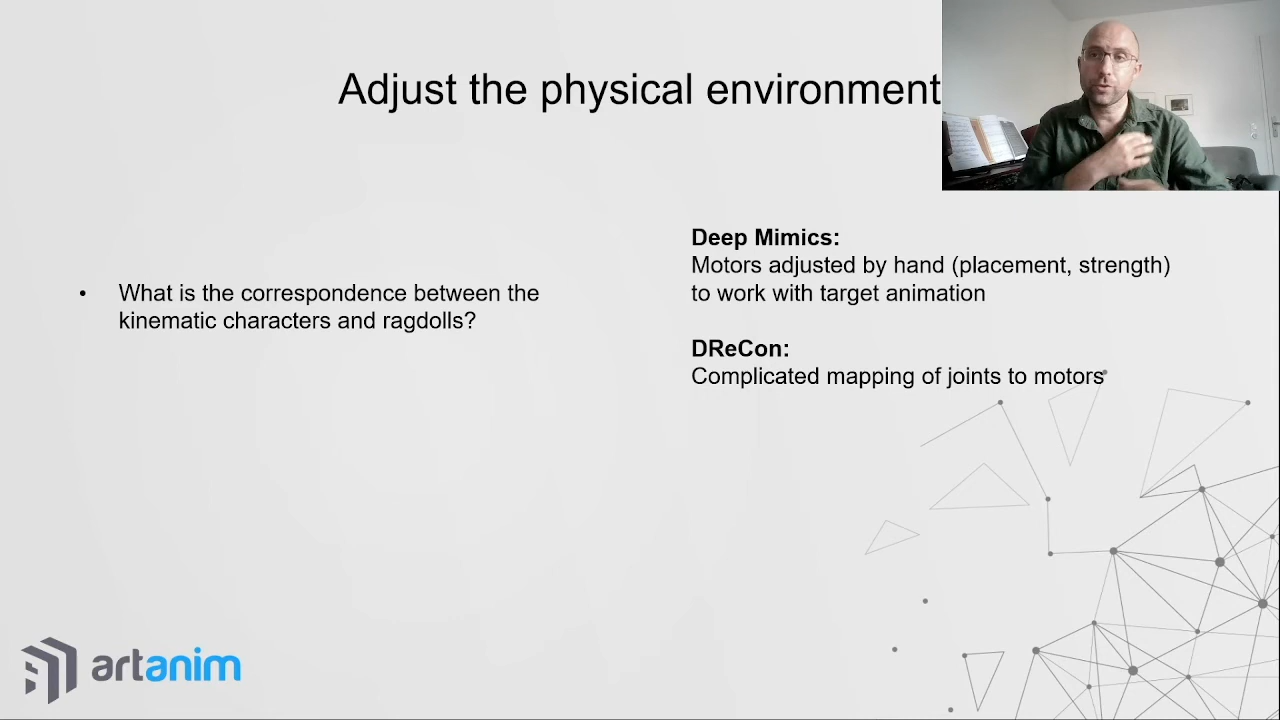 Adjust the physical environment
• What is the correspondence between the
kinematic characters and ragdolls?
Deep Mimics:
Motors adjusted by hand (placement, strength)
to work with target animation
DReCon:
Complicated mapping of joints to motors
artanim